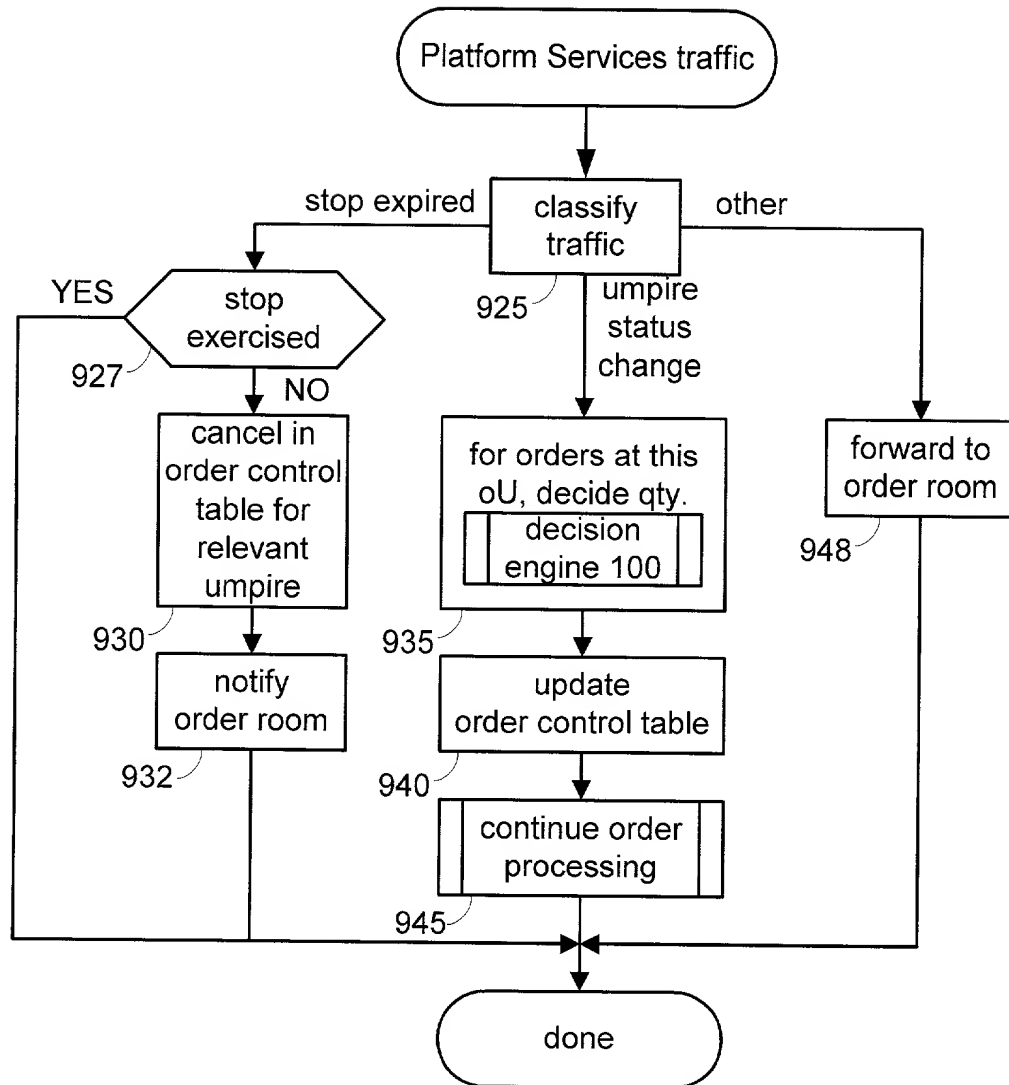 Platform Services traffic
stop expired
classify
traffic
other
925
umpire
status
change
YES
stop
exercised
927
NO
cancel in
order control
table for
relevant
umpire
930
notify
order room
932
for orders at this
oU, decide qty.
decision
engine 100
935
update
order control table
940
continue order
processing
945
forward to
order room
948
done